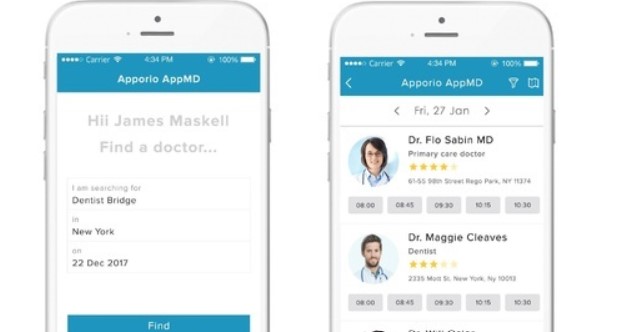 Carrier 4:34 PM 100%
Apporio AppMD
Hii James Maskell
Find a doctor...
I am searching for
Dentist Bridge
in
New York
on
22 Dec 2017
Find
Carrier 4:34 PM 100%
Apporio AppMD
Fri, 27 Jan
Dr. Flo Sabin MD
Primary care doctor
61-55 98th Street Rego Park, NY 11374
08:00 08:45 09:30 10:15 10:30
Dr. Maggie Cleaves
Dentist
2335 Mott St. New York, Ny 10013
08:00 08:45 09:30 10:15 10:30